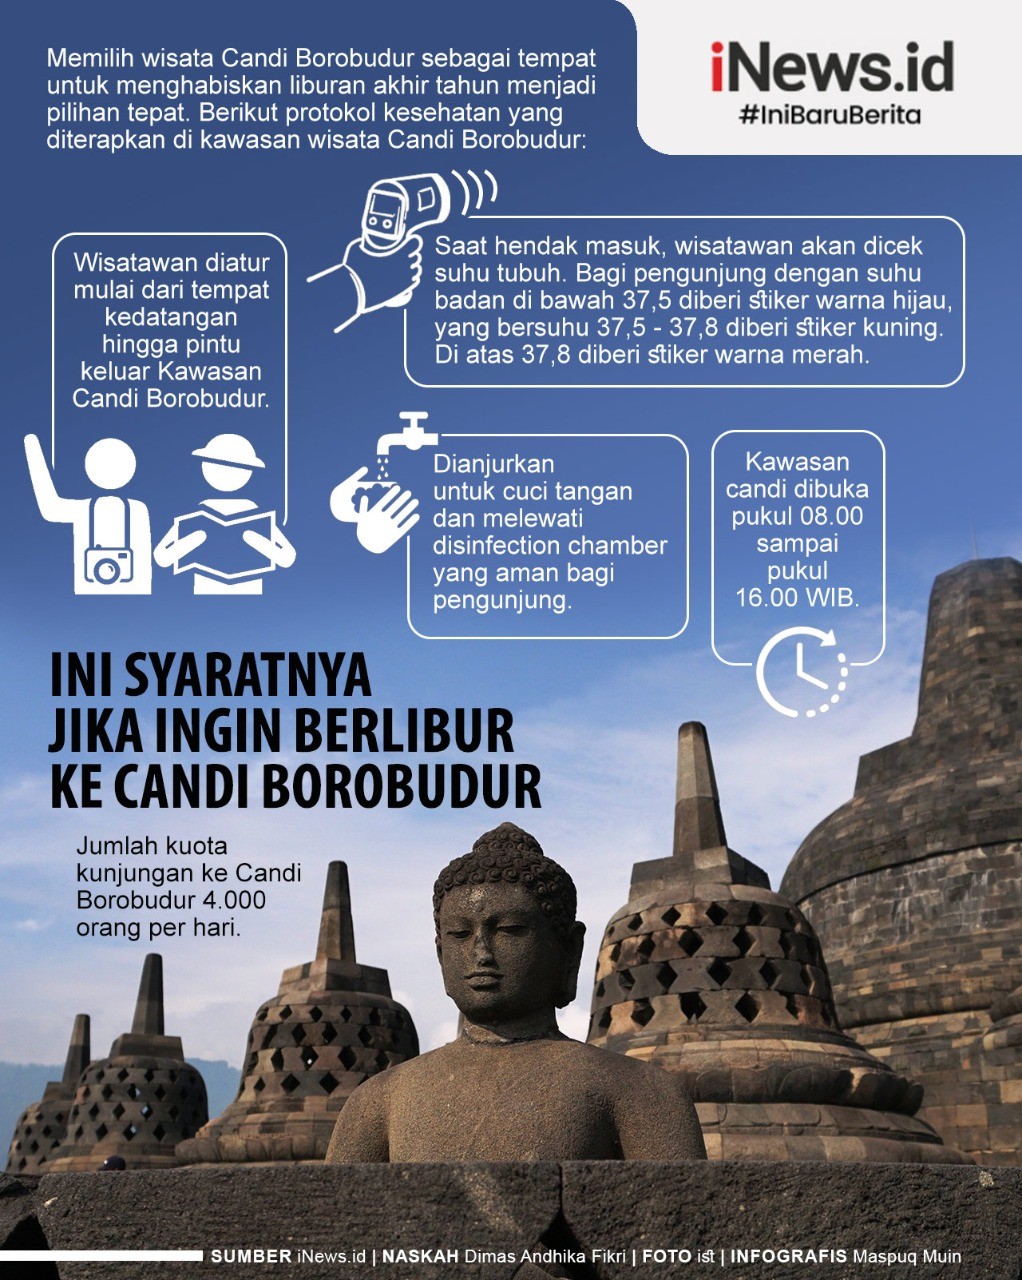 Memilih wisata Candi Borobudur sebagai tempat
untuk menghabiskan liburan akhir tahun menjadi
pilihan tepat. Berikut protokol kesehatan yang
diterapkan di kawasan wisata Candi Borobudur:
iNews.id
#IniBaruBerita
Wisatawan diatur
mulai dari tempat
kedatangan
hingga pintu
keluar Kawasan
Candi Borobudur.
Saat hendak masuk, wisatawan akan dicek
suhu tubuh. Bagi pengunjung dengan suhu
badan di bawah 37,5 diberi stiker warna hijau,
yang bersuhu 37,5 - 37,8 diberi stiker kuning.
Di atas 37,8 diberi stiker warna merah.
Dianjurkan
untuk cuci tangan
dan melewati
disinfection chamber
yang aman bagi
pengunjung.
Kawasan
candi dibuka
pukul 08.00
sampai
pukul
16.00 WIB.
INI SYARATNYA
JIKA INGIN BERLIBUR
KE CANDI BOROBUDUR
Jumlah kuota
kunjungan ke Candi
Borobudur 4.000
orang per hari.
SUMBER iNews.id | NASKAH Dimas Andhika Fikri | FOTO ist | INFOGRAFIS Maspuq Muin